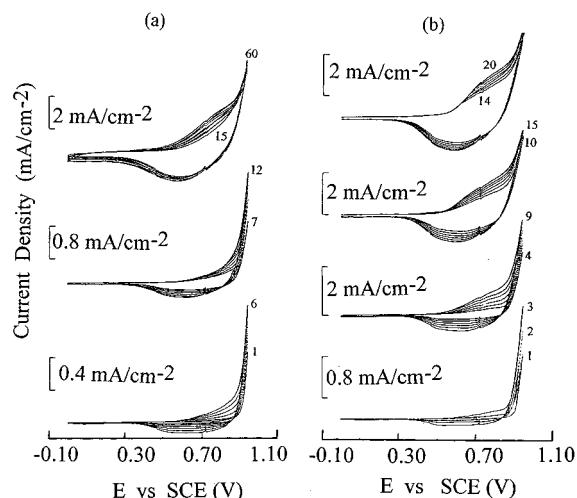 (a)
(b)
Current Density (mA/cm-2)
60
2 mA/cm-2
15
12
0.8 mA/cm-2
7
6
0.4 mA/cm-2
1
-0.10 0.30 0.70 1.10
E vs SCE (V)
20
2 mA/cm-2
14
15
10
2 mA/cm-2
9
4
2 mA/cm-2
3
2
0.8 mA/cm-2
1
-0.10 0.30 0.70 1.10
E vs SCE (V)